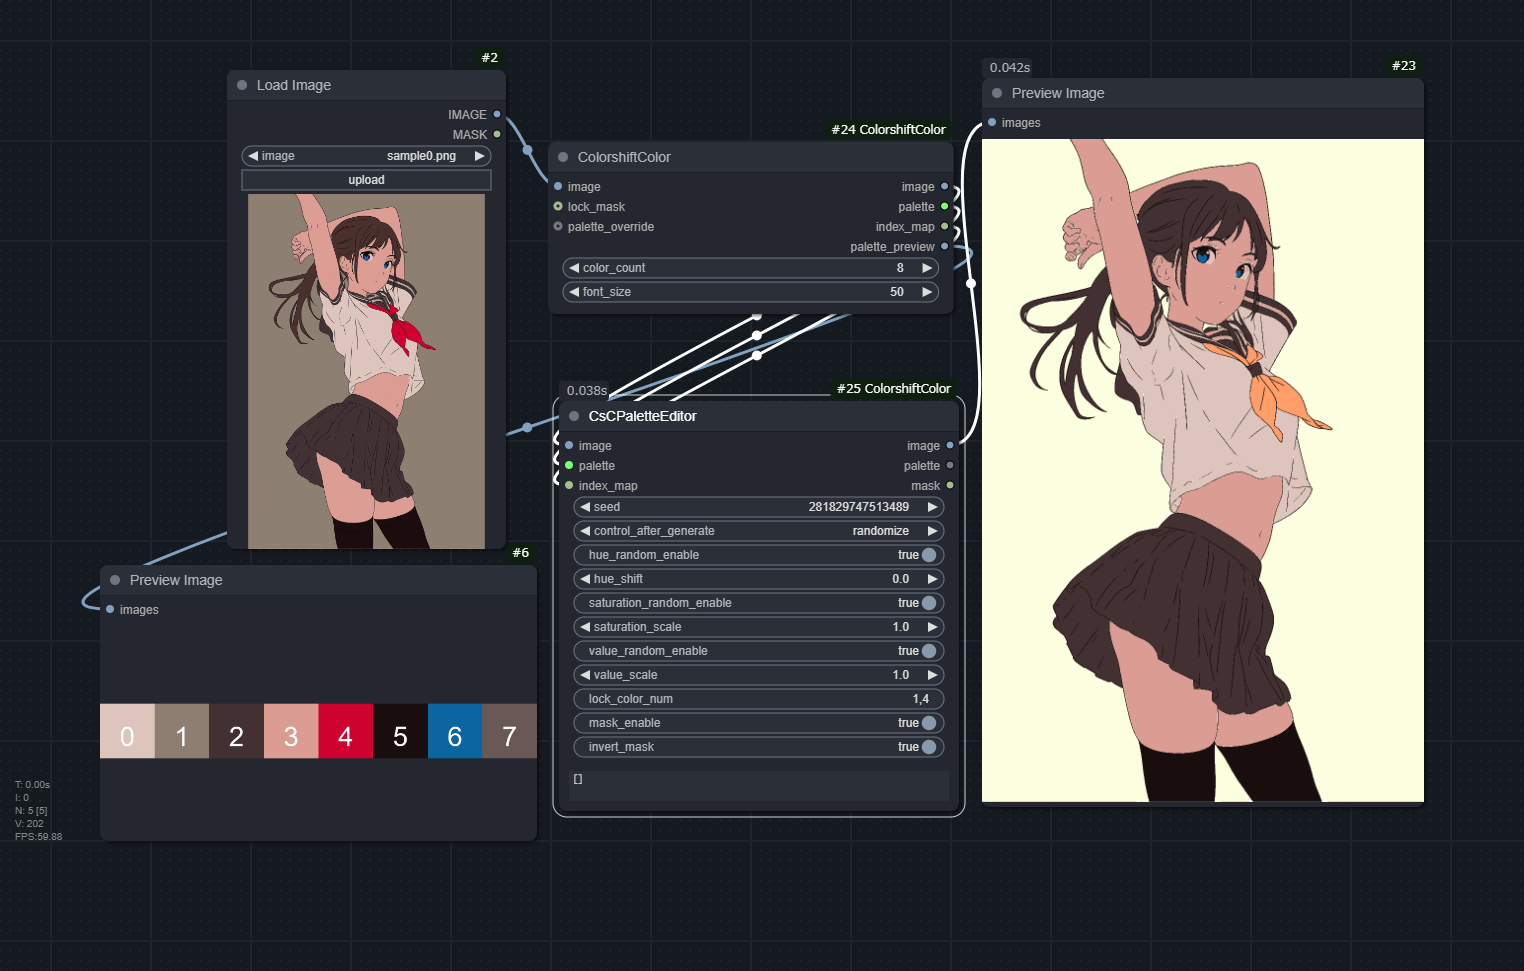 #2
Load Image
IMAGE
MASK
image sample0.png
upload
#24 ColorshiftColor
ColorshiftColor
image image
lock_mask palette
palette_override index_map
palette_preview
color_count 8
font_size 50
0.042s #23
Preview Image
images
0.038s #25 ColorshiftColor
CsCPaletteEditor
image image
palette palette
index_map mask
seed 281829747513489
control_after_generate randomize
hue_random_enable true
hue_shift 0.0
saturation_random_enable true
saturation_scale 1.0
value_random_enable true
value_scale 1.0
lock_color_num 1,4
mask_enable true
invert_mask true
[]
#6
Preview Image
images
0 1 2 3 4 5 6 7
T: 0.00s
I: 0
N: 5 [5]
V: 202
FPS:59.88